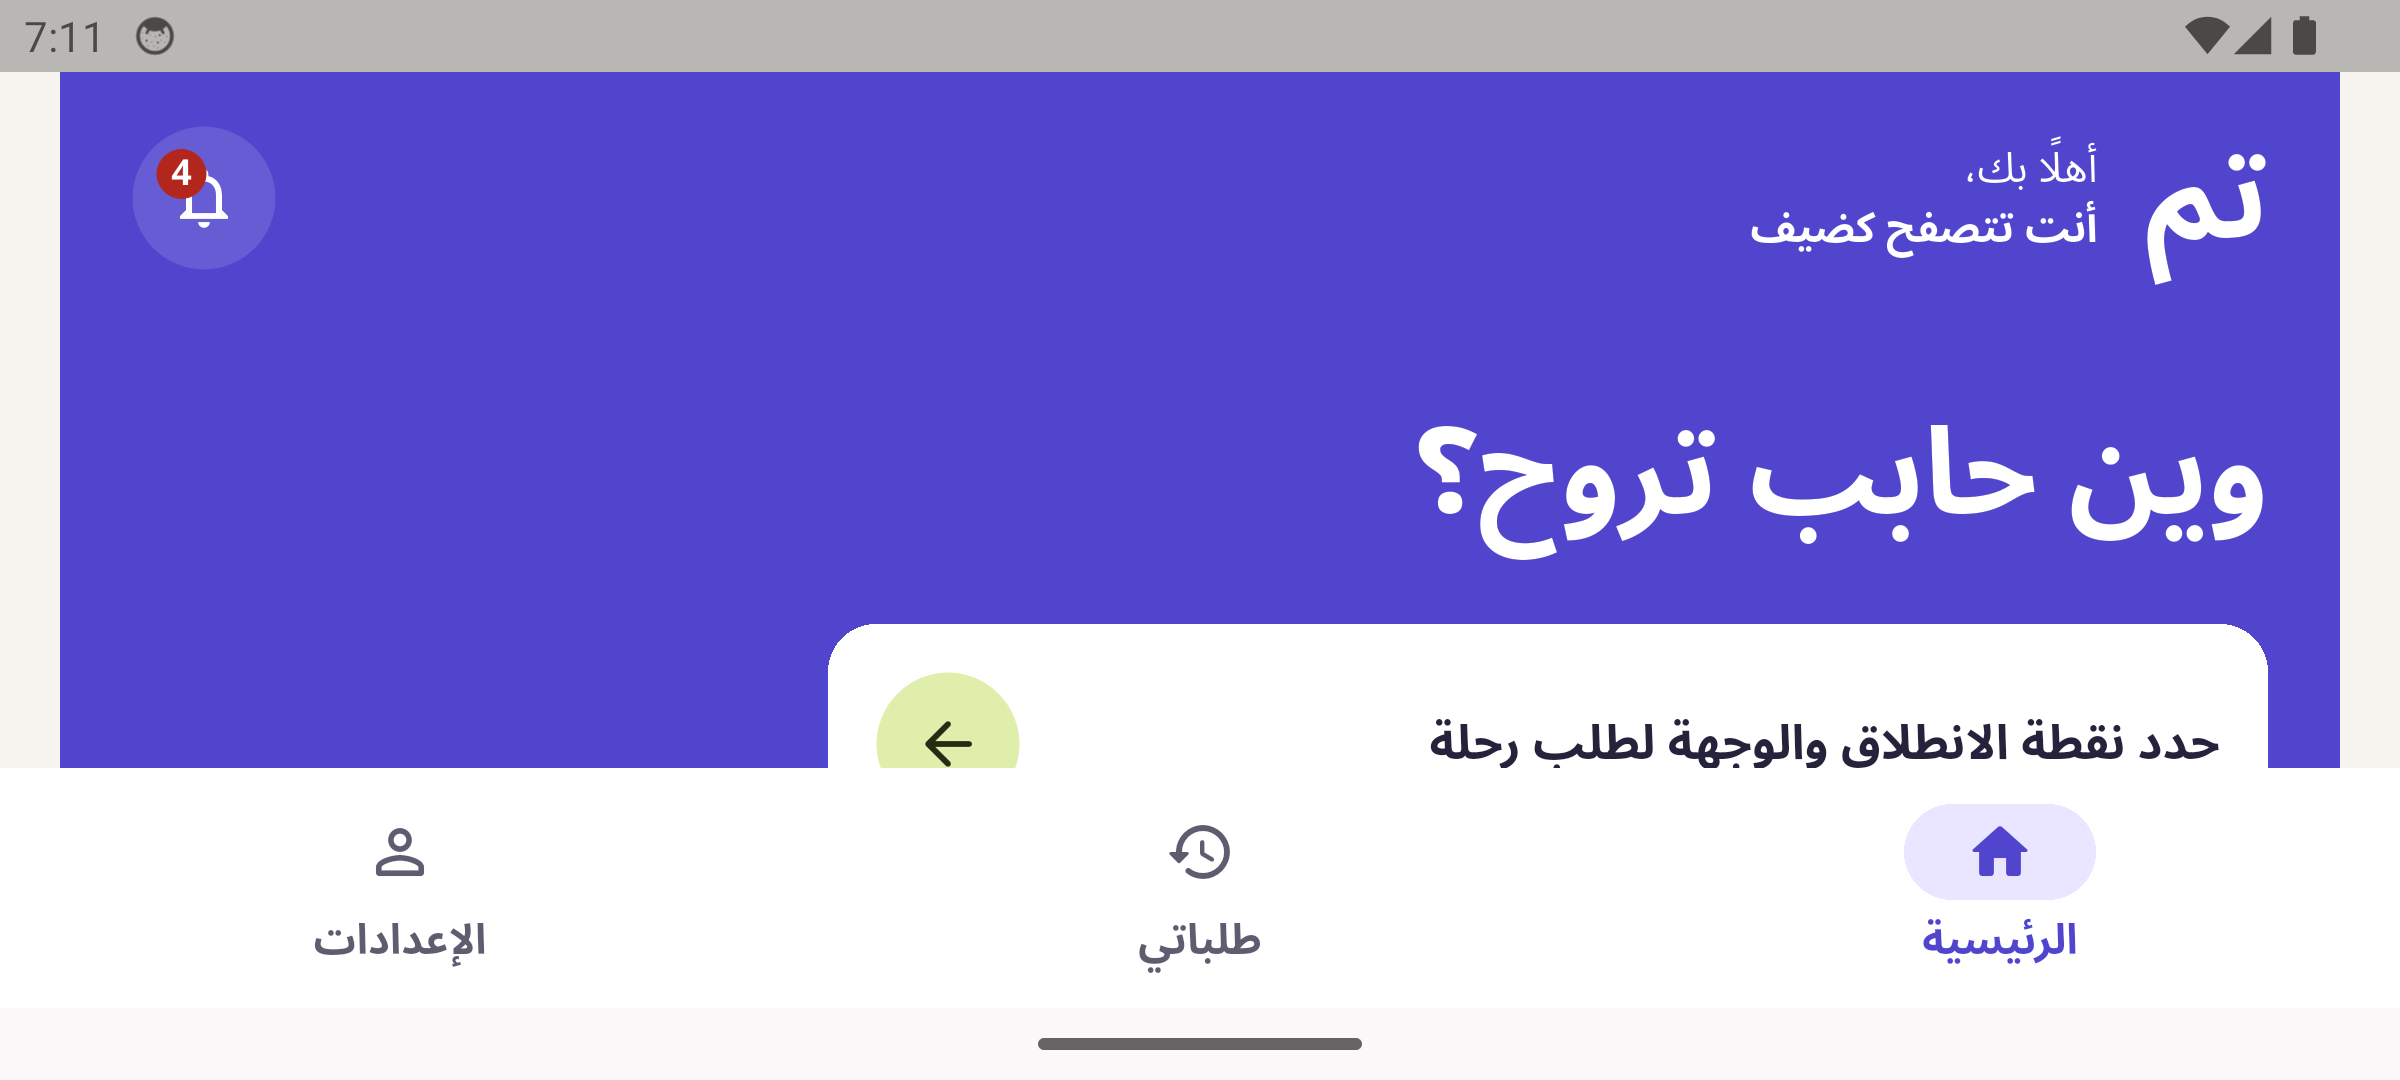 7:11
تم
أهلًا بك،
أنت تتصفح كضيف
4
وين حابب تروح؟
حدد نقطة الانطلاق والوجهة لطلب رحلة
الرئيسية
طلباتي
الإعدادات